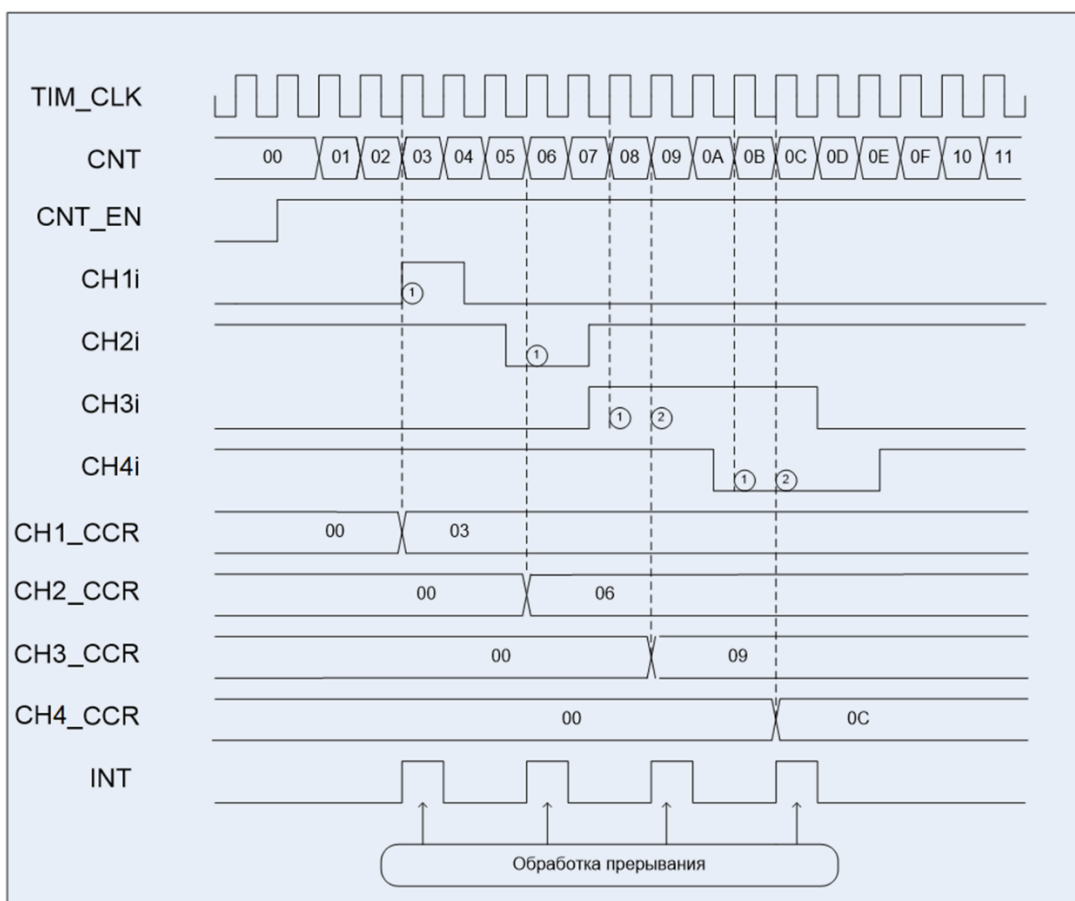 TIM_CLK
CNT 00 01 02 03 04 05 06 07 08 09 0A 0B 0C 0D 0E 0F 10 11
CNT_EN
CH1i 1
CH2i 1
CH3i 1 2
CH4i 1 2
CH1_CCR 00 03
CH2_CCR 00 06
CH3_CCR 00 09
CH4_CCR 00 0C
INT
Обработка прерывания